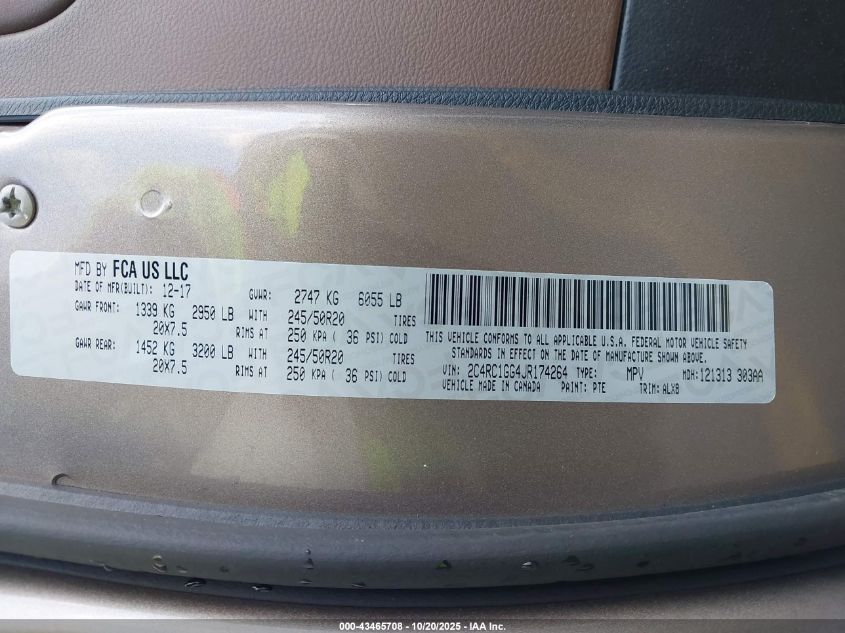 MFD BY FCA US LLC
DATE OF MFR(BUILT): 12-17 GVWR: 2747 KG 6055 LB
GAWR FRONT: 1339 KG 2950 LB WITH 245/50R20 TIRES
20X7.5 RIMS AT 250 KPA ( 36 PSI) COLD
GAWR REAR: 1452 KG 3200 LB WITH 245/50R20 TIRES
20X7.5 RIMS AT 250 KPA ( 36 PSI) COLD
THIS VEHICLE CONFORMS TO ALL APPLICABLE U.S.A. FEDERAL MOTOR VEHICLE SAFETY
STANDARDS IN EFFECT ON THE DATE OF MANUFACTURE SHOWN ABOVE.
VIN: 2C4RC1GG4JR174264 TYPE: MPV MDH:121313 303AA
VEHICLE MADE IN CANADA PAINT: PTE TRIM:ALX8
000-43465708 - 10/20/2025 - IAA Inc.